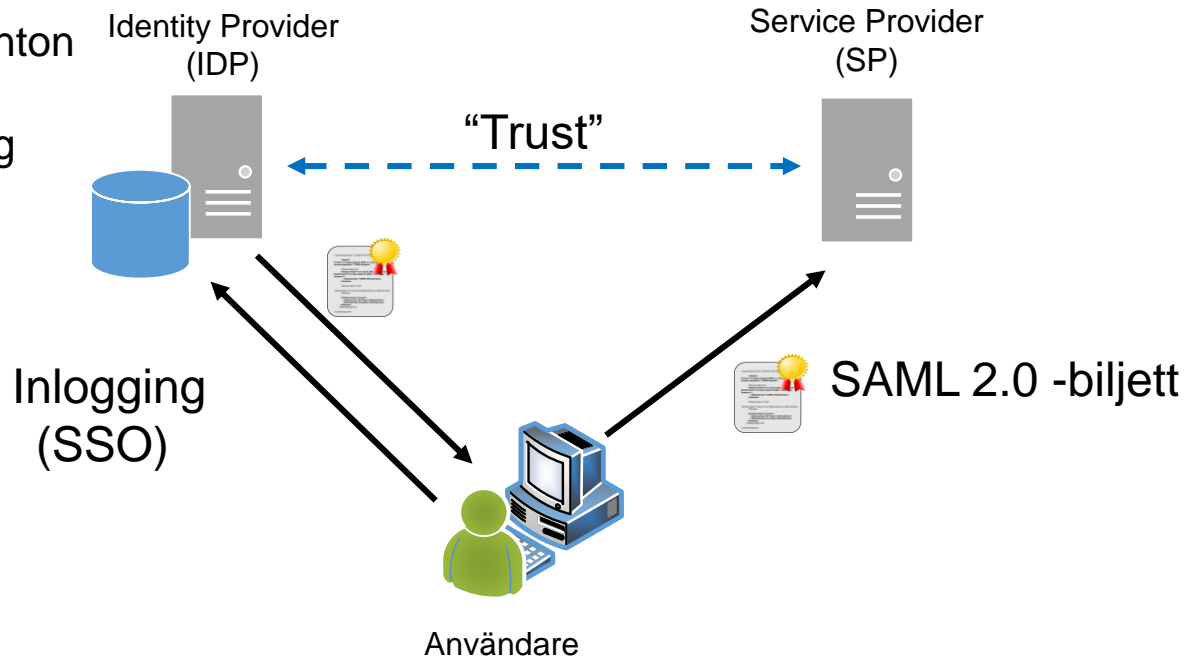 Identity Provider
(IDP)
Service Provider
(SP)
“Trust”
Inlogging
(SSO)
SAML 2.0 -biljett
Användare